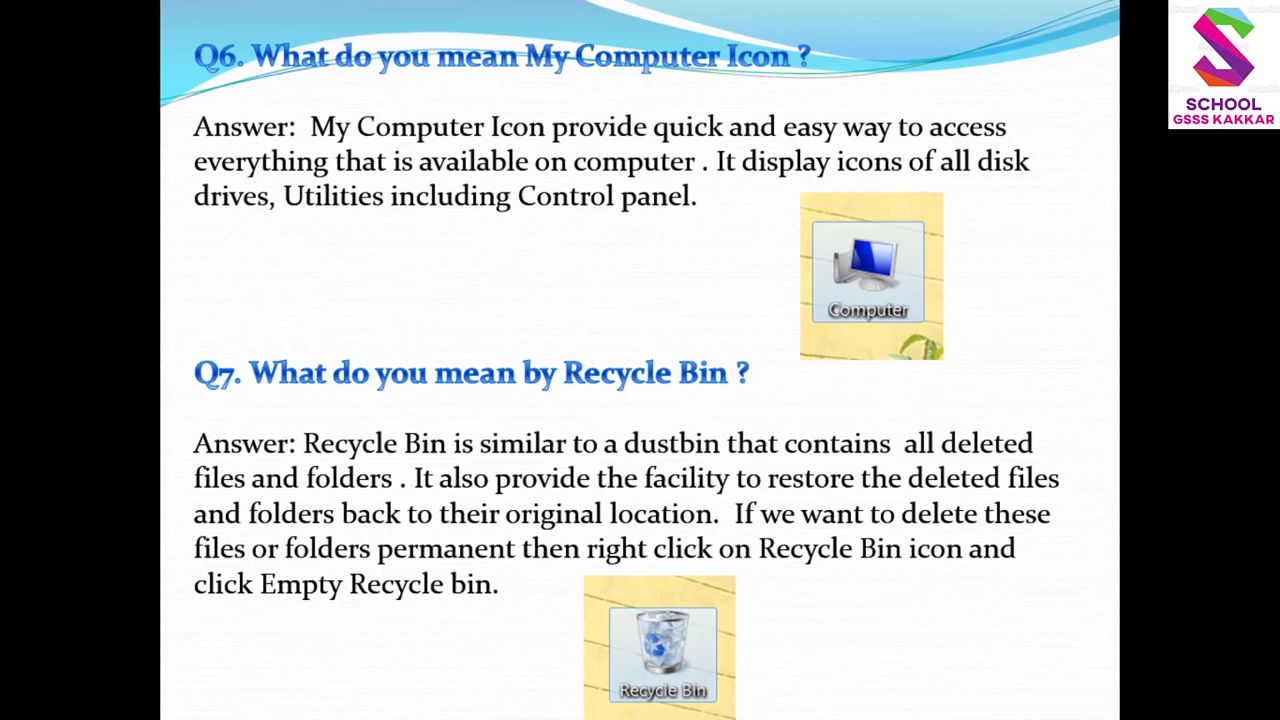 Q6. What do you mean My Computer Icon ?
SCHOOL
GSSS KAKKAR
Answer: My Computer Icon provide quick and easy way to access
everything that is available on computer . It display icons of all disk
drives, Utilities including Control panel.
Computer
Q7. What do you mean by Recycle Bin ?
Answer: Recycle Bin is similar to a dustbin that contains all deleted
files and folders . It also provide the facility to restore the deleted files
and folders back to their original location. If we want to delete these
files or folders permanent then right click on Recycle Bin icon and
click Empty Recycle bin.
Recycle Bin